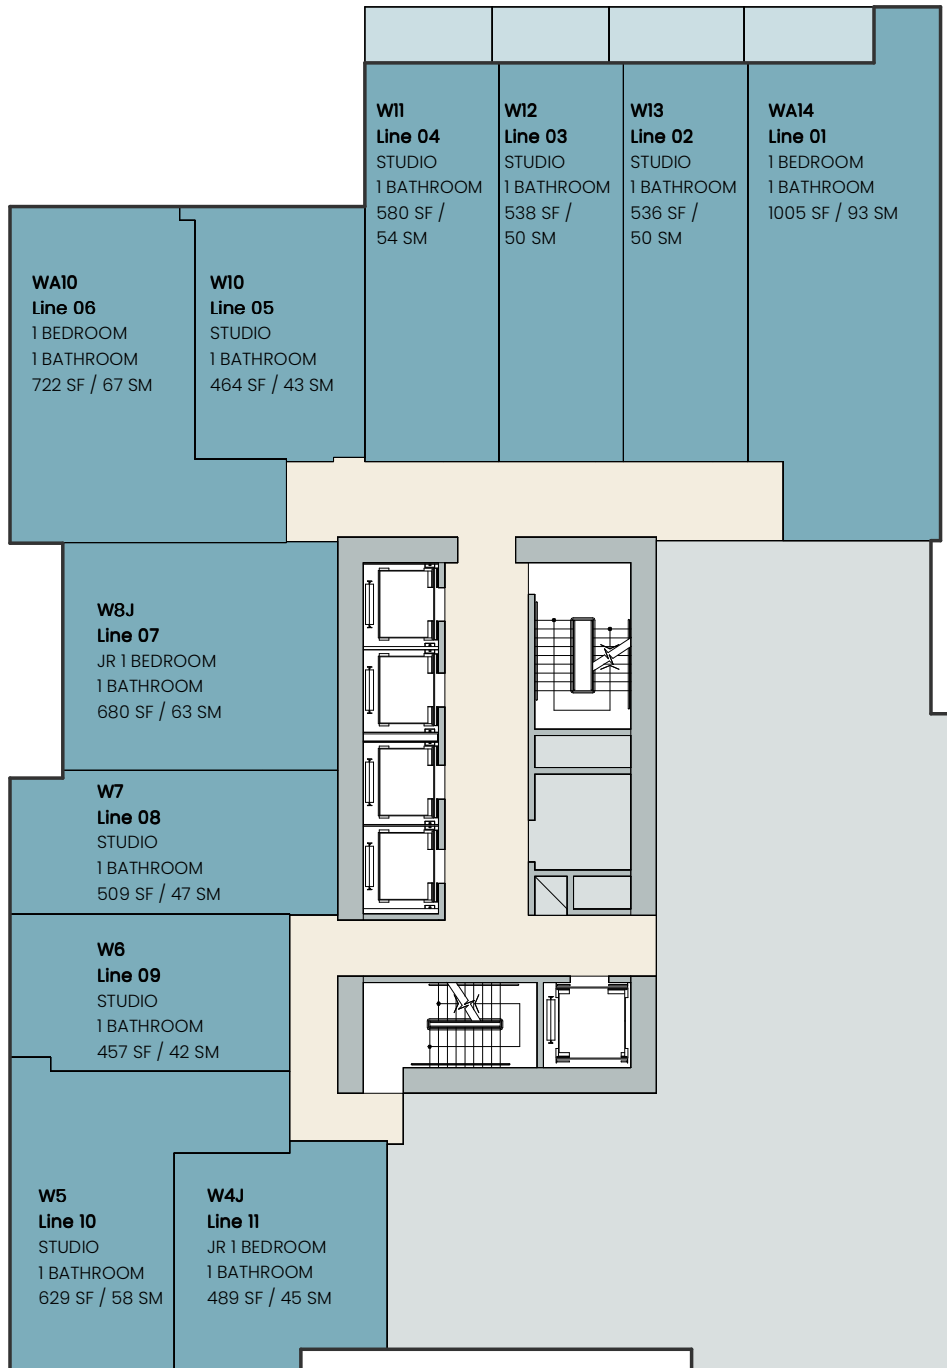 W11
Line 04
STUDIO
1 BATHROOM
580 SF /
54 SM
W12
Line 03
STUDIO
1 BATHROOM
538 SF /
50 SM
W13
Line 02
STUDIO
1 BATHROOM
536 SF /
50 SM
WA14
Line 01
1 BEDROOM
1 BATHROOM
1005 SF / 93 SM
WA10
Line 06
1 BEDROOM
1 BATHROOM
722 SF / 67 SM
W10
Line 05
STUDIO
1 BATHROOM
464 SF / 43 SM
W8J
Line 07
JR 1 BEDROOM
1 BATHROOM
680 SF / 63 SM
W7
Line 08
STUDIO
1 BATHROOM
509 SF / 47 SM
W6
Line 09
STUDIO
1 BATHROOM
457 SF / 42 SM
W5
Line 10
STUDIO
1 BATHROOM
629 SF / 58 SM
W4J
Line 11
JR 1 BEDROOM
1 BATHROOM
489 SF / 45 SM